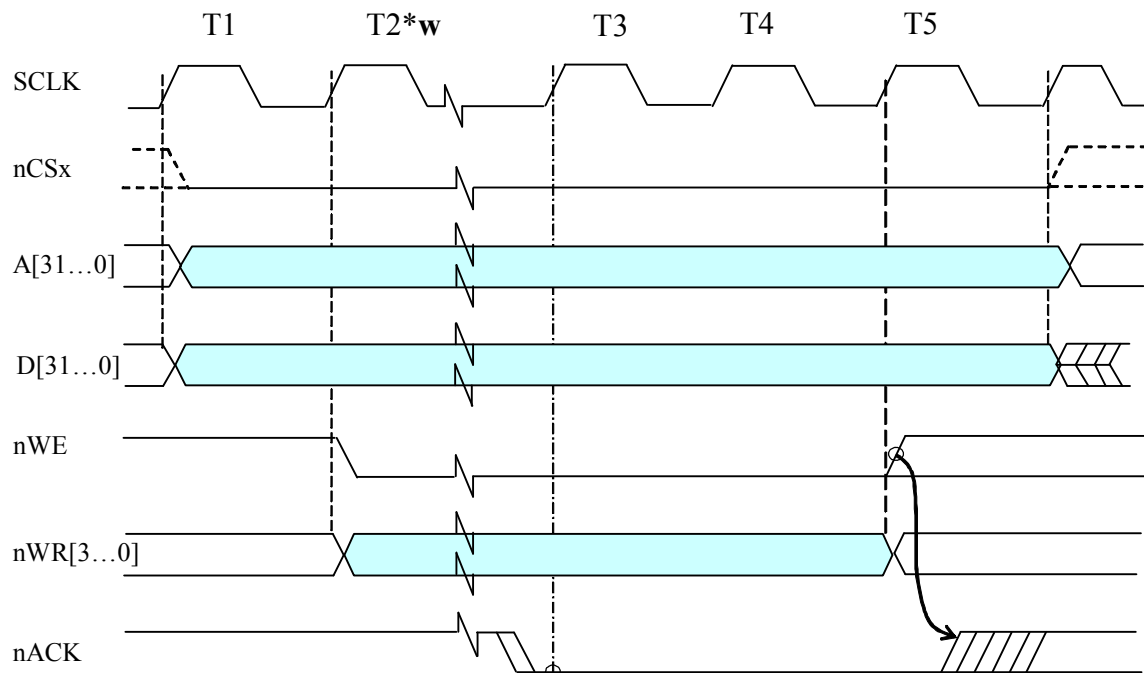 T1 T2*w T3 T4 T5
SCLK
nCSx
A[31…0]
D[31…0]
nWE
nWR[3…0]
nACK